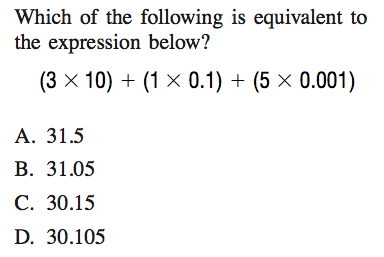 Which of the following is equivalent to
the expression below?
(3 × 10) + (1 × 0.1) + (5 × 0.001)
A. 31.5
B. 31.05
C. 30.15
D. 30.105